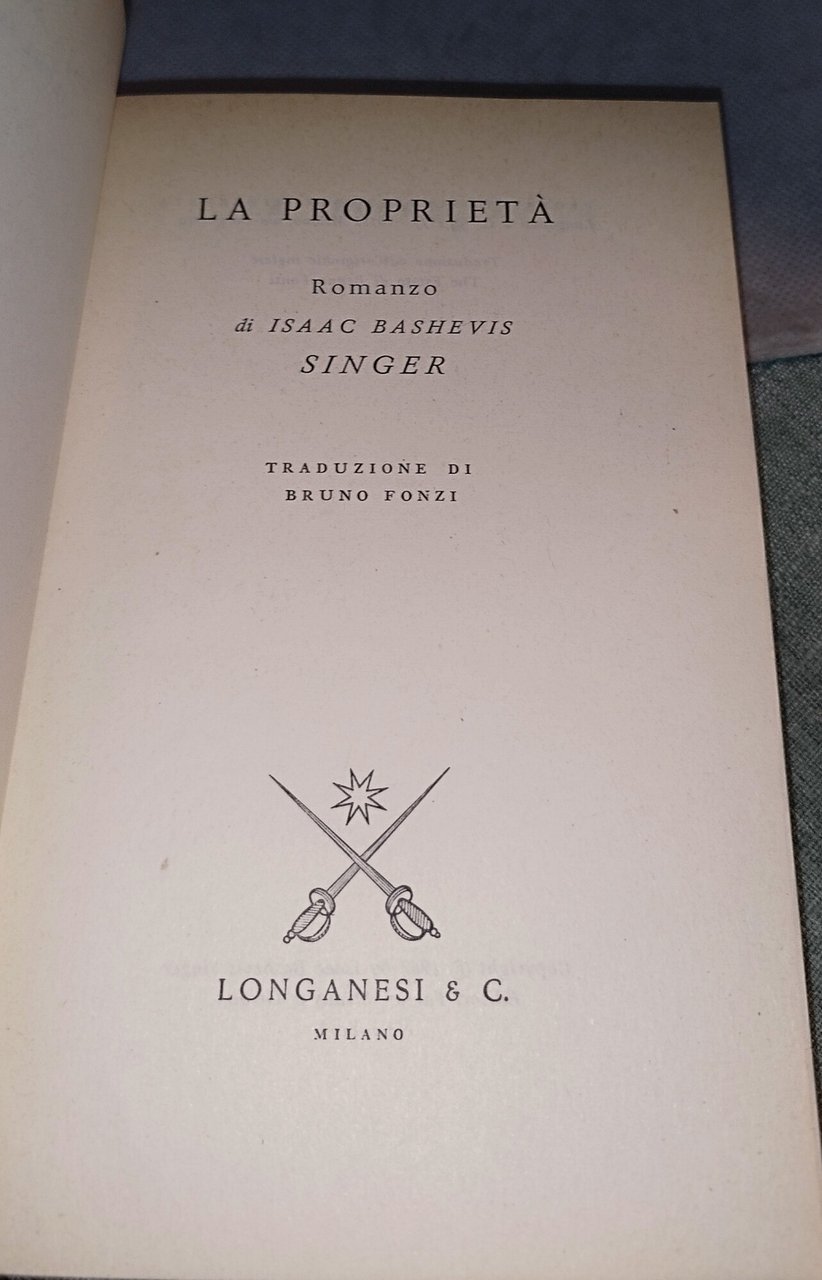 LA PROPRIETÀ
Romanzo
di ISAAC BASHEVIS
SINGER
TRADUZIONE DI
BRUNO FONZI
LONGANESI & C.
MILANO